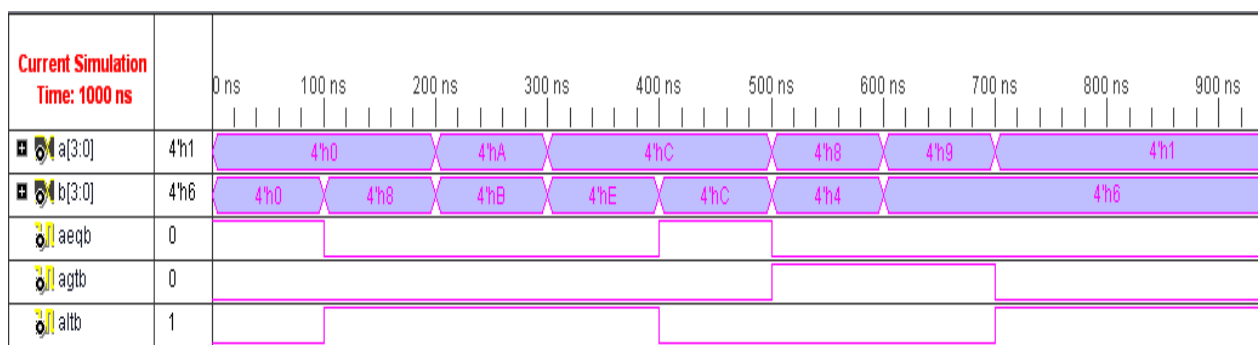 Current Simulation
Time: 1000 ns
0 ns 100 ns 200 ns 300 ns 400 ns 500 ns 600 ns 700 ns 800 ns 900 ns
a[3:0] 4'h1 4'h0 4'hA 4'hC 4'h8 4'h9 4'h1
b[3:0] 4'h6 4'h0 4'h8 4'hB 4'hE 4'hC 4'h4 4'h6
aeqb 0
agtb 0
altb 1